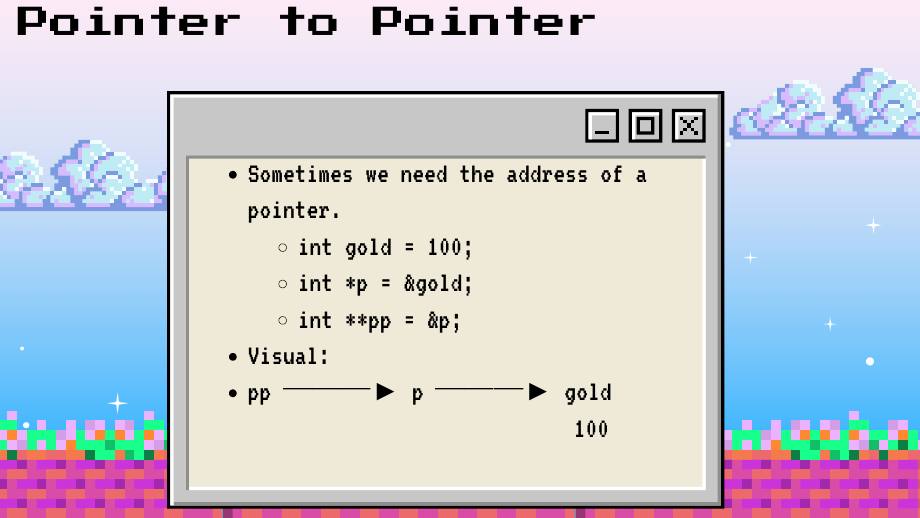 Pointer to Pointer
• Sometimes we need the address of a
pointer.
○ int gold = 100;
○ int *p = &gold;
○ int **pp = &p;
• Visual:
• pp ────▶ p ────▶ gold
100